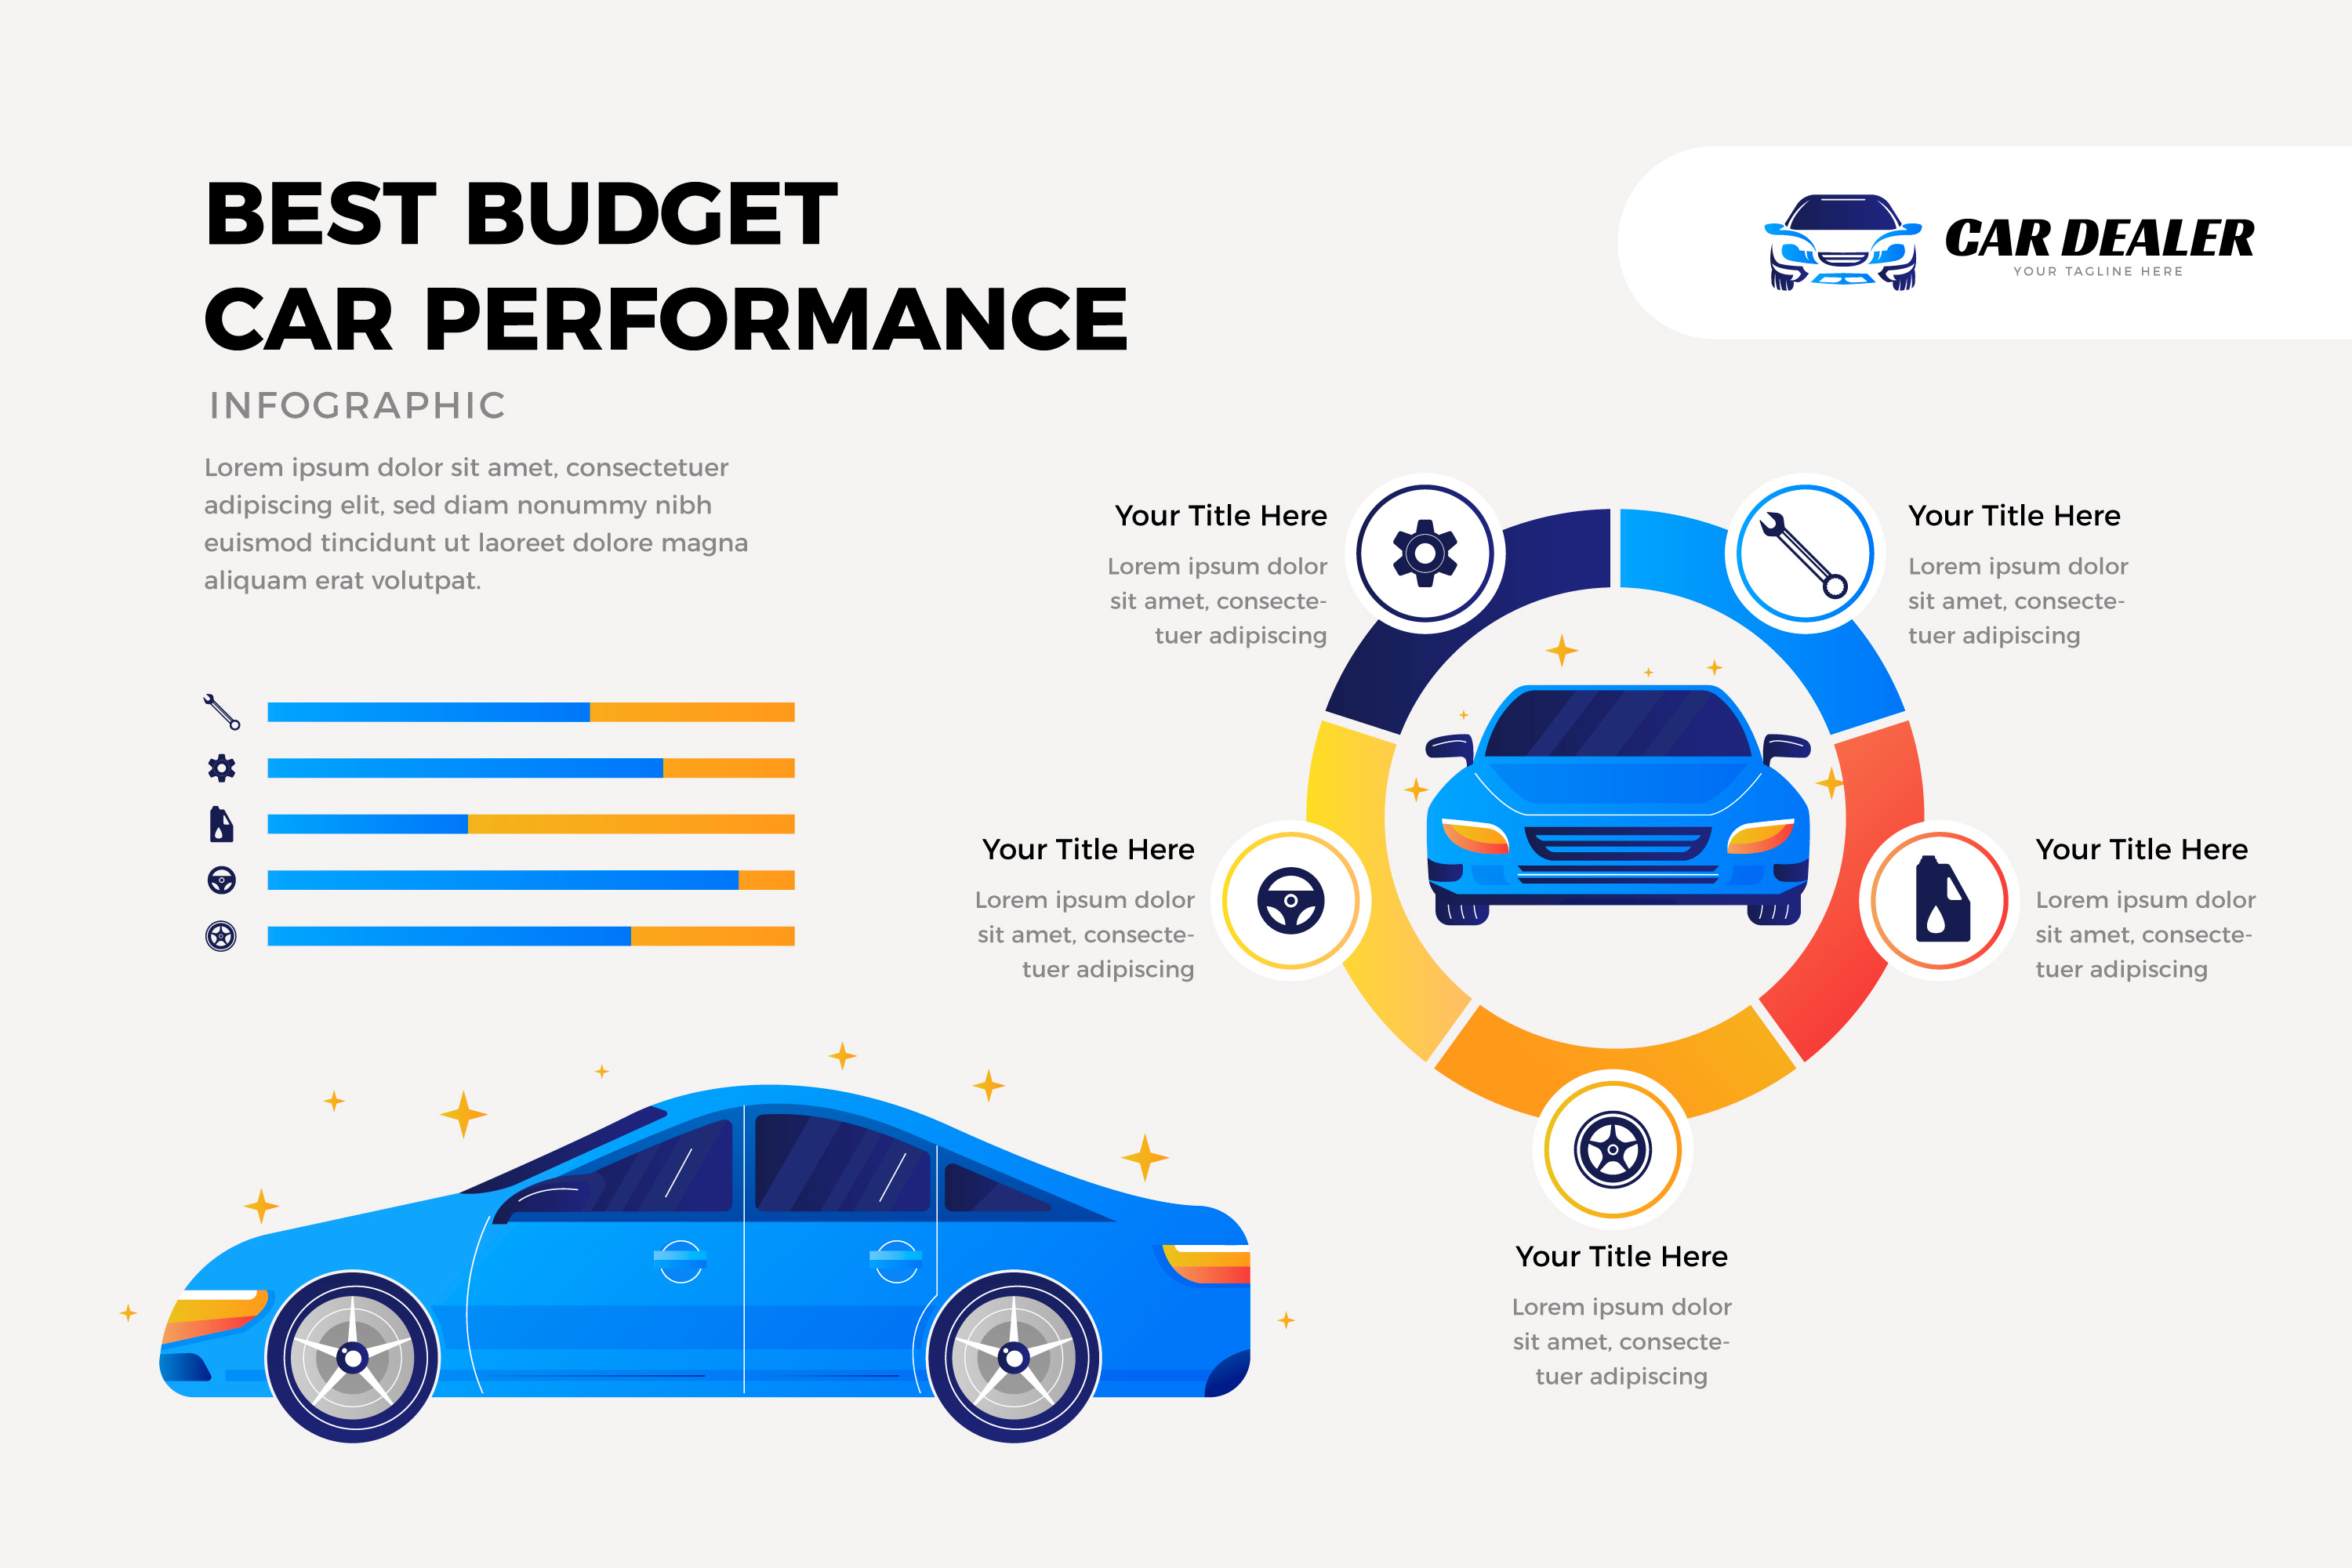 BEST BUDGET
CAR PERFORMANCE
INFOGRAPHIC
Lorem ipsum dolor sit amet, consectetuer
adipiscing elit, sed diam nonummy nibh
euismod tincidunt ut laoreet dolore magna
aliquam erat volutpat.
CAR DEALER
YOUR TAGLINE HERE
Your Title Here
Lorem ipsum dolor
sit amet, consecte-
tuer adipiscing
Your Title Here
Lorem ipsum dolor
sit amet, consecte-
tuer adipiscing
Your Title Here
Lorem ipsum dolor
sit amet, consecte-
tuer adipiscing
Your Title Here
Lorem ipsum dolor
sit amet, consecte-
tuer adipiscing
Your Title Here
Lorem ipsum dolor
sit amet, consecte-
tuer adipiscing